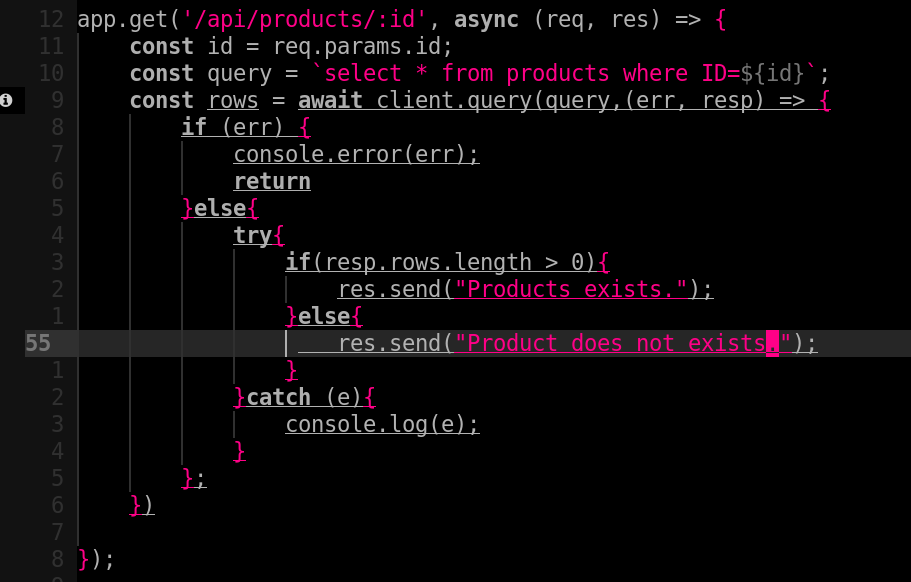 12 app.get('/api/products/:id', async (req, res) => {
11     const id = req.params.id;
10     const query = `select * from products where ID=${id}`;
9     const rows = await client.query(query,(err, resp) => {
8         if (err) {
7             console.error(err);
6             return
5         }else{
4             try{
3                 if(resp.rows.length > 0){
2                     res.send("Products exists.");
1                 }else{
55                     res.send("Product does not exists.");
1                 }
2             }catch (e){
3                 console.log(e);
4             }
5         };
6     })
7
8 });